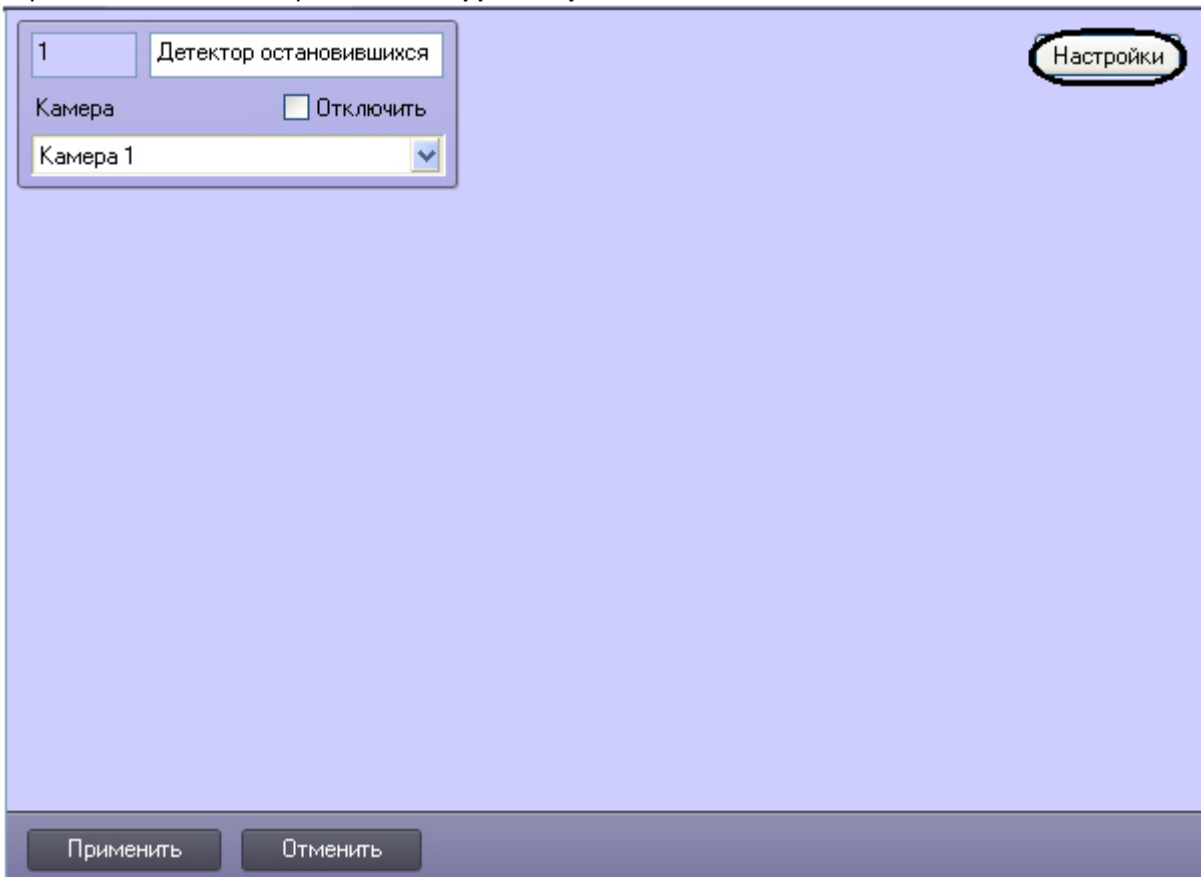 1
Детектор остановившихся
Настройки
Камера
Отключить
Камера 1
Применить
Отменить